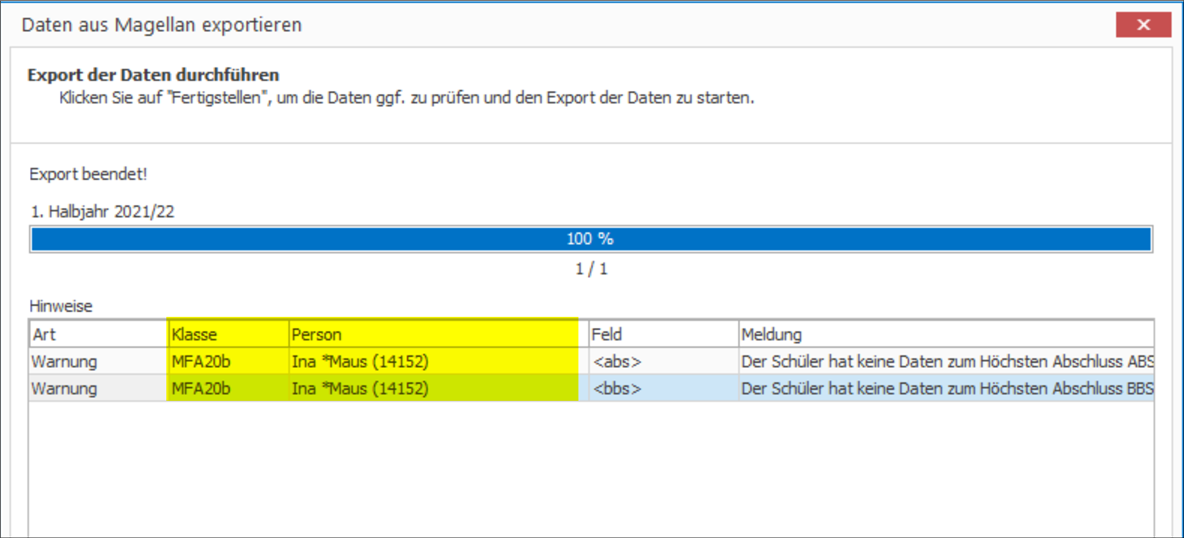 Daten aus Magellan exportieren
Export der Daten durchführen
Klicken Sie auf "Fertigstellen", um die Daten ggf. zu prüfen und den Export der Daten zu starten.
Export beendet!
1. Halbjahr 2021/22
100 %
1 / 1
Hinweise
Art Klasse Person Feld Meldung
Warnung MFA20b Ina *Maus (14152) <abs> Der Schüler hat keine Daten zum Höchsten Abschluss ABS
Warnung MFA20b Ina *Maus (14152) <bbs> Der Schüler hat keine Daten zum Höchsten Abschluss BBS